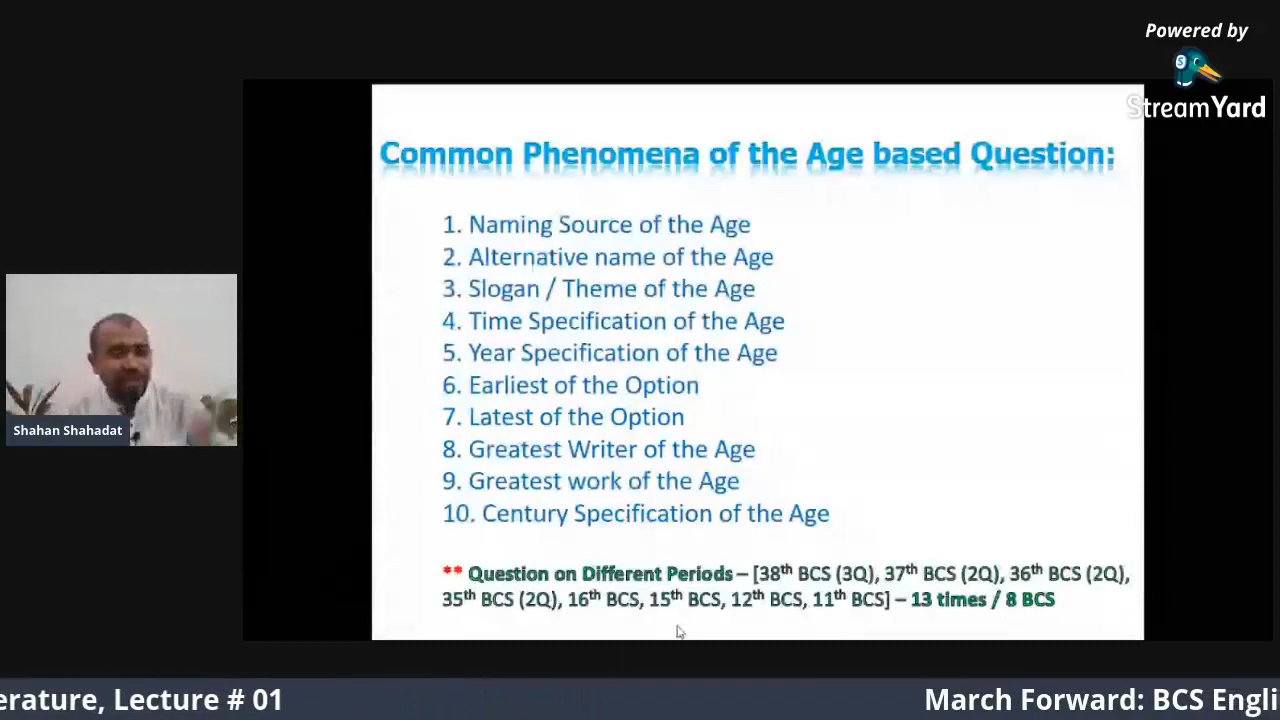 Powered by
StreamYard
Common Phenomena of the Age based Question:
1. Naming Source of the Age
2. Alternative name of the Age
3. Slogan / Theme of the Age
4. Time Specification of the Age
5. Year Specification of the Age
6. Earliest of the Option
7. Latest of the Option
8. Greatest Writer of the Age
9. Greatest work of the Age
10. Century Specification of the Age
** Question on Different Periods – [38th BCS (3Q), 37th BCS (2Q), 36th BCS (2Q),
35th BCS (2Q), 16th BCS, 15th BCS, 12th BCS, 11th BCS] – 13 times / 8 BCS
Shahan Shahadat
erature, Lecture # 01 March Forward: BCS Engli